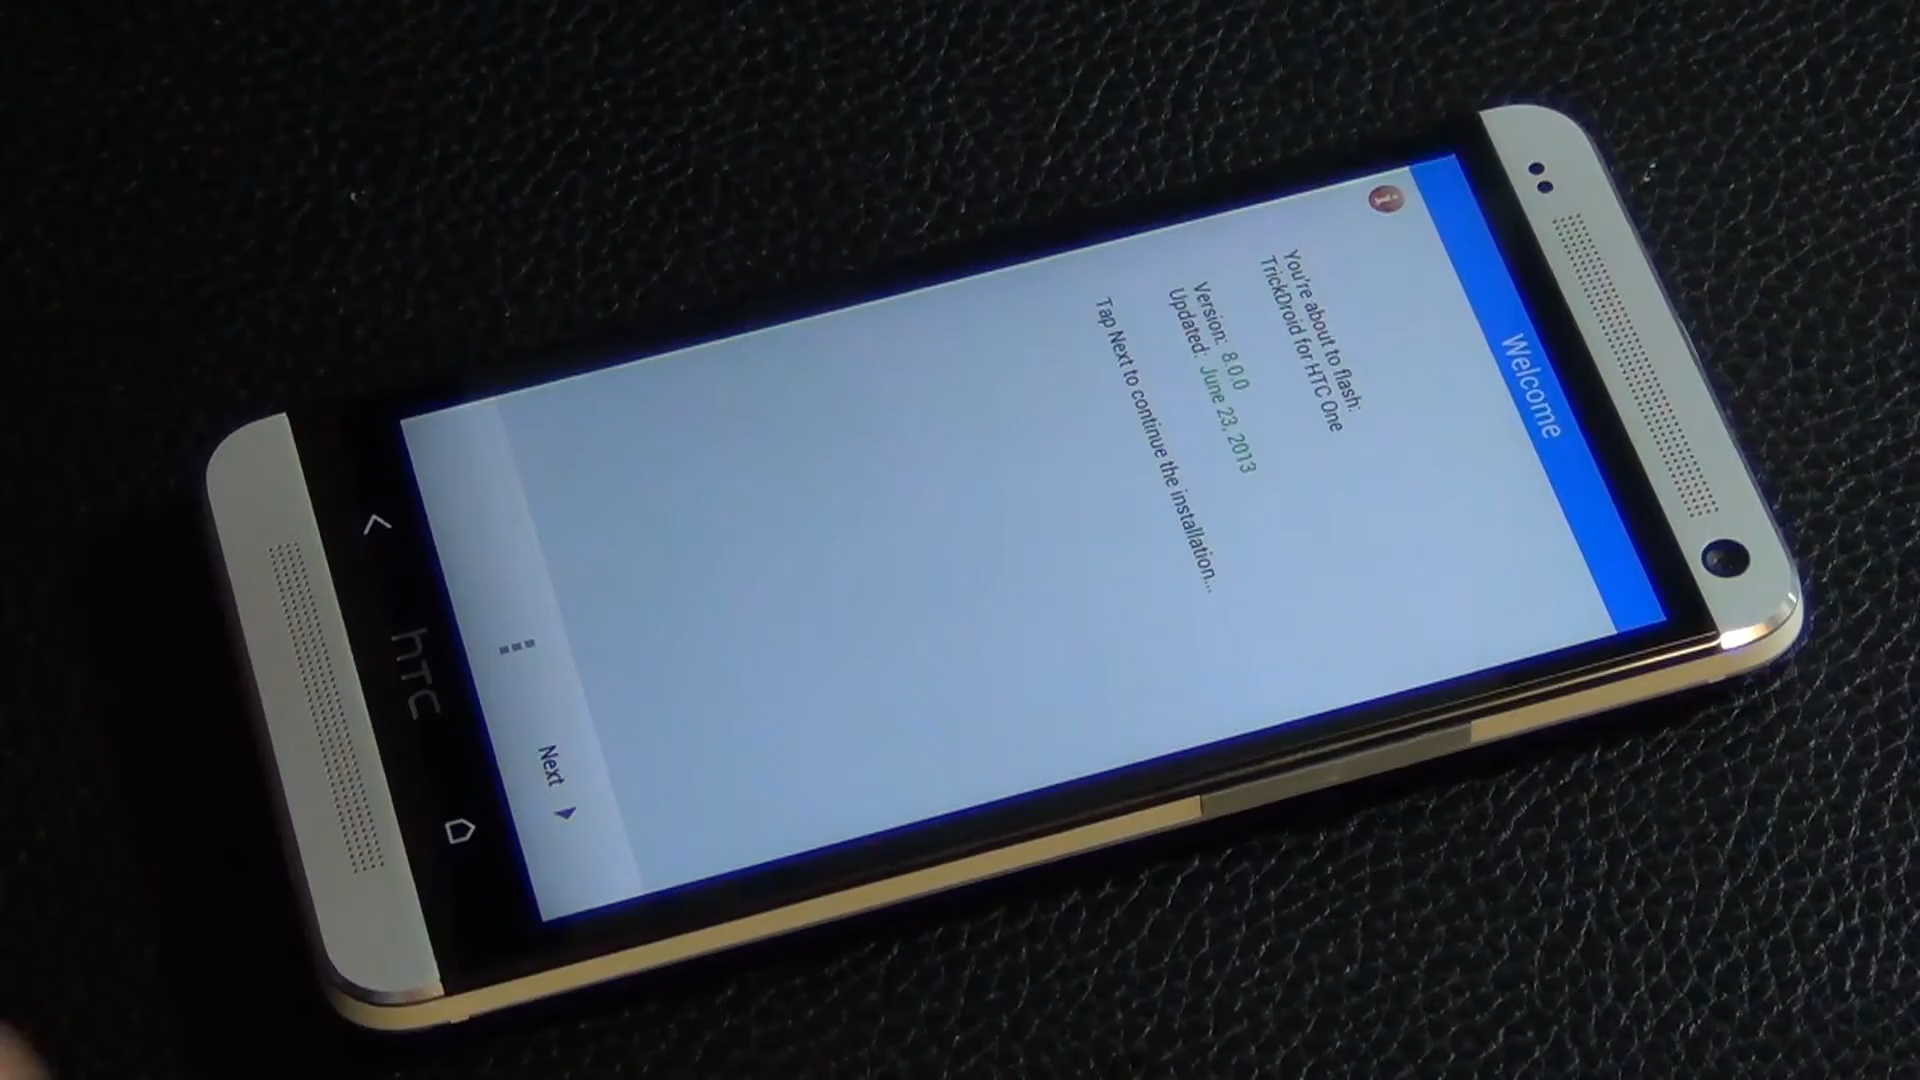 Welcome
You're about to flash:
TrickDroid for HTC One
Version: 8.0.0
Updated: June 23, 2013
Tap Next to continue the installation...
Next
hTC